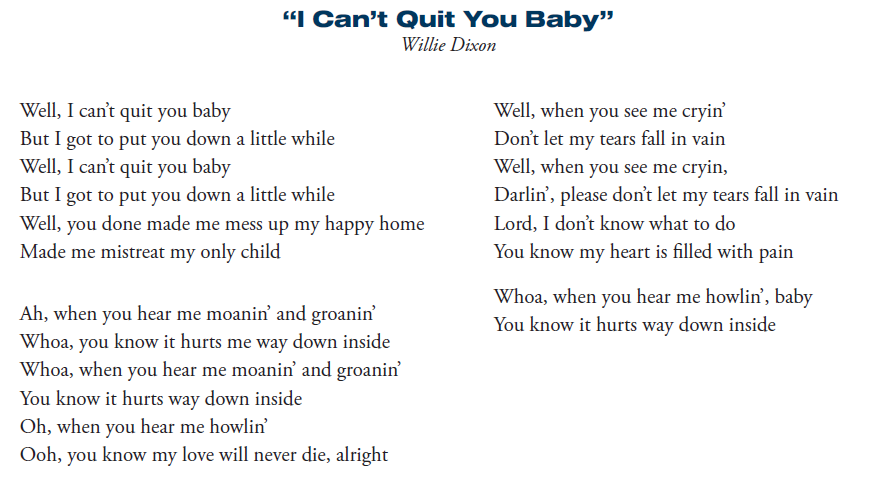 “I Can’t Quit You Baby”
Willie Dixon
Well, I can’t quit you baby
But I got to put you down a little while
Well, I can’t quit you baby
But I got to put you down a little while
Well, you done made me mess up my happy home
Made me mistreat my only child
Ah, when you hear me moanin’ and groanin’
Whoa, you know it hurts me way down inside
Whoa, when you hear me moanin’ and groanin’
You know it hurts way down inside
Oh, when you hear me howlin’
Ooh, you know my love will never die, alright
Well, when you see me cryin’
Don’t let my tears fall in vain
Well, when you see me cryin,
Darlin’, please don’t let my tears fall in vain
Lord, I don’t know what to do
You know my heart is filled with pain
Whoa, when you hear me howlin’, baby
You know it hurts way down inside